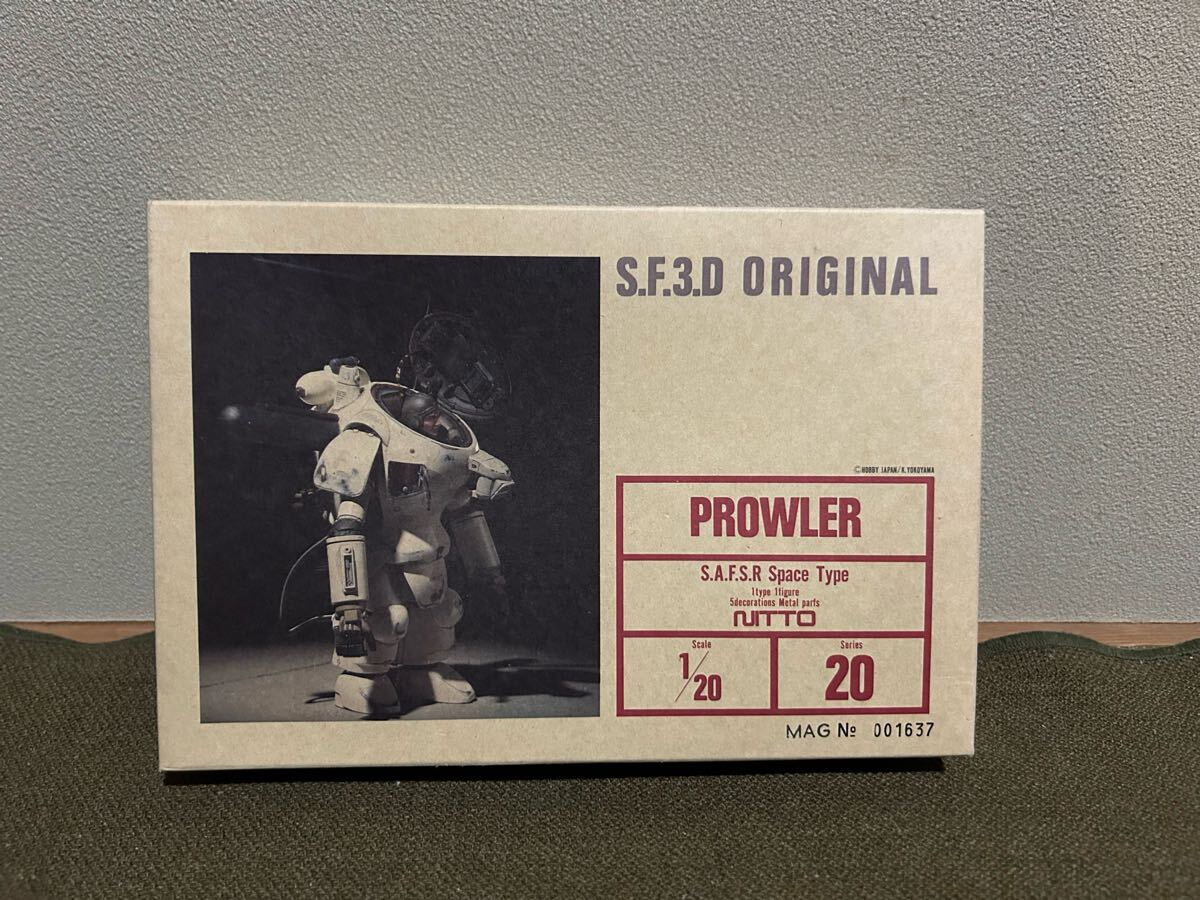 S.F.3.D ORIGINAL
©HOBBY JAPAN/K.YOKOYAMA
PROWLER
S.A.F.S.R Space Type
1type 1figure
5decorations Metal parts
NITTO
Scale
1/20
Series
20
MAG № 001637